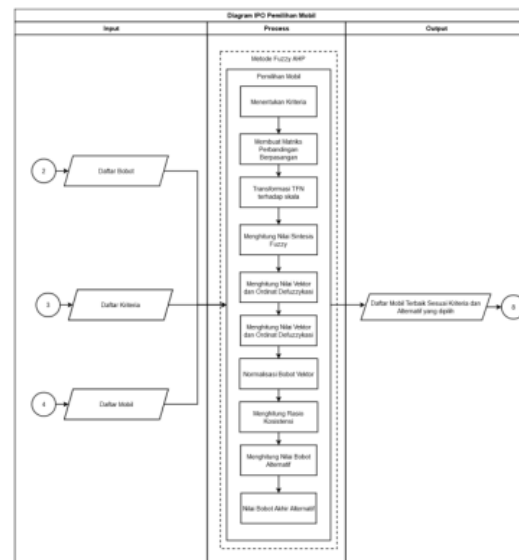 Diagram IPO Pemilihan Mobil
Input
Process
Output
Metode Fuzzy AHP
Pemilihan Mobil
Menentukan Kriteria
Membuat Matriks
Perbandingan
Berpasangan
Transformasi TFN
terhadap skala
Menghitung Nilai Sintesis
Fuzzy
Menghitung Nilai Vektor
dan Ordinat Defuzzykasi
Menghitung Nilai Vektor
dan Ordinat Defuzzykasi
Normalisasi Bobot Vektor
Menghitung Rasio
Menghitung Nilai Bobot
Alternatif
Nilai Bobot Akhir Alternatif
2
Daftar Bobot
3
Daftar Kriteria
4
Daftar Mobil
Daftar Mobil Terbaik Sesuai Kriteria dan
Alternatif yang dipilih